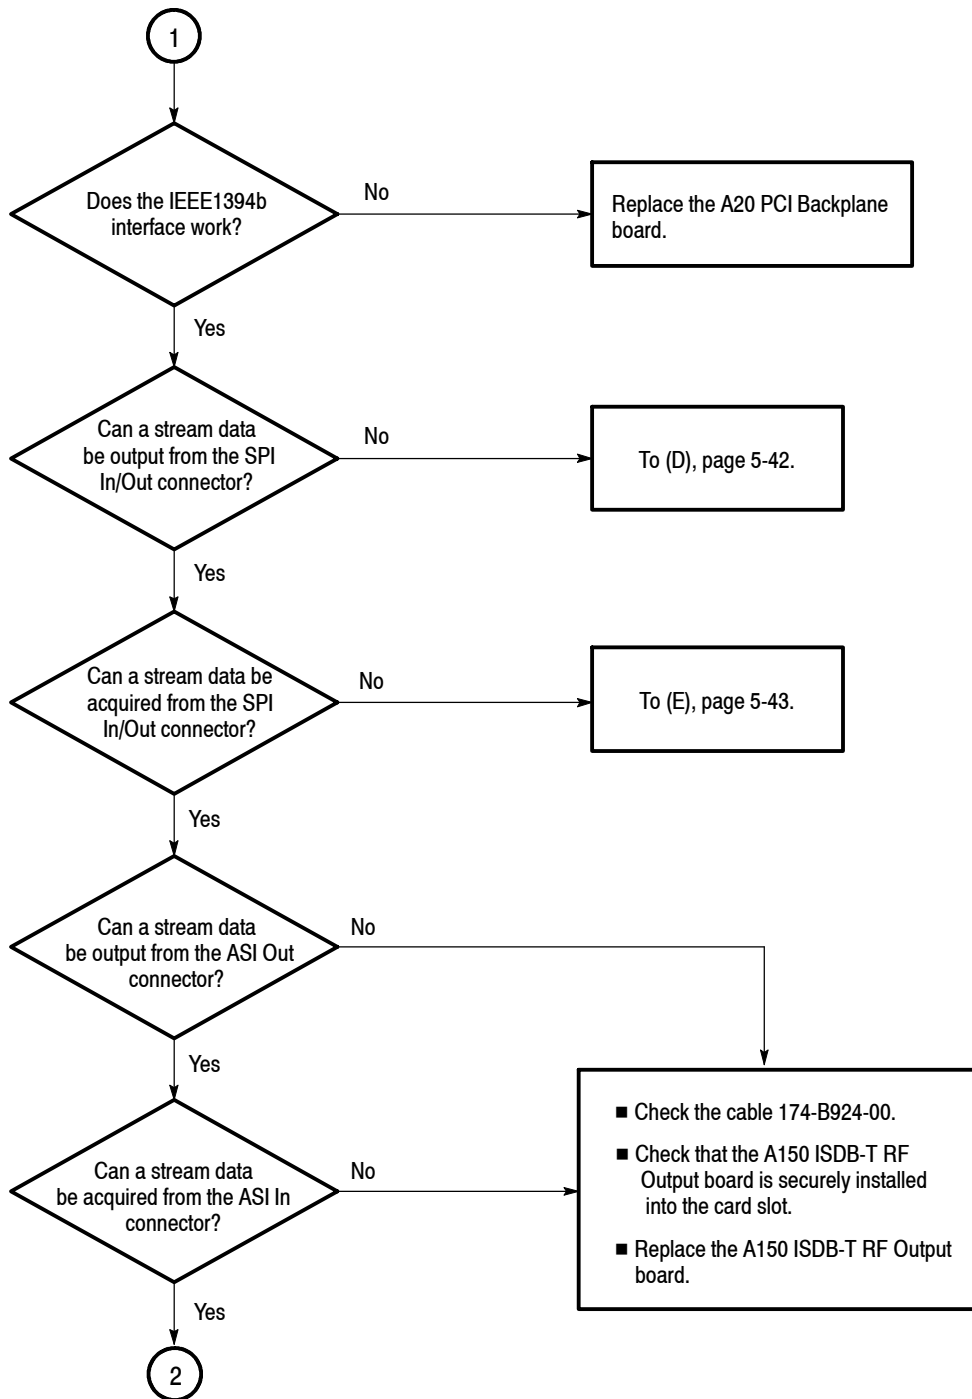 1
Does the IEEE1394b
interface work?
No
Replace the A20 PCI Backplane
board.
Yes
Can a stream data
be output from the SPI
In/Out connector?
No
To (D), page 5-42.
Yes
Can a stream data be
acquired from the SPI
In/Out connector?
No
To (E), page 5-43.
Yes
Can a stream data
be output from the ASI Out
connector?
No
Yes
Can a stream data
be acquired from the ASI In
connector?
No
■ Check the cable 174-B924-00.
■ Check that the A150 ISDB-T RF
Output board is securely installed
into the card slot.
■ Replace the A150 ISDB-T RF Output
board.
Yes
2